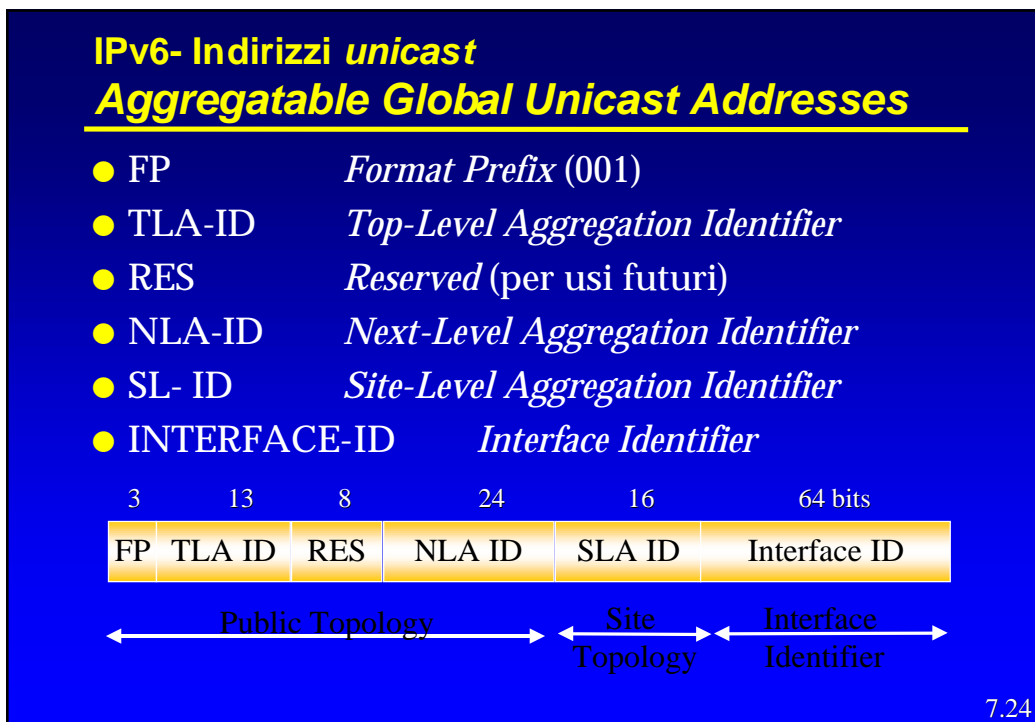 IPv6- Indirizzi unicast
Aggregatable Global Unicast Addresses
● FP Format Prefix (001)
● TLA-ID Top-Level Aggregation Identifier
● RES Reserved (per usi futuri)
● NLA-ID Next-Level Aggregation Identifier
● SL- ID Site-Level Aggregation Identifier
● INTERFACE-ID Interface Identifier
3 13 8 24 16 64 bits
FP TLA ID RES NLA ID SLA ID Interface ID
Public Topology Site Interface
Topology Identifier
7.24